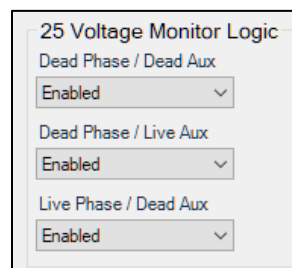 25 Voltage Monitor Logic
Dead Phase / Dead Aux
Enabled
Dead Phase / Live Aux
Enabled
Live Phase / Dead Aux
Enabled